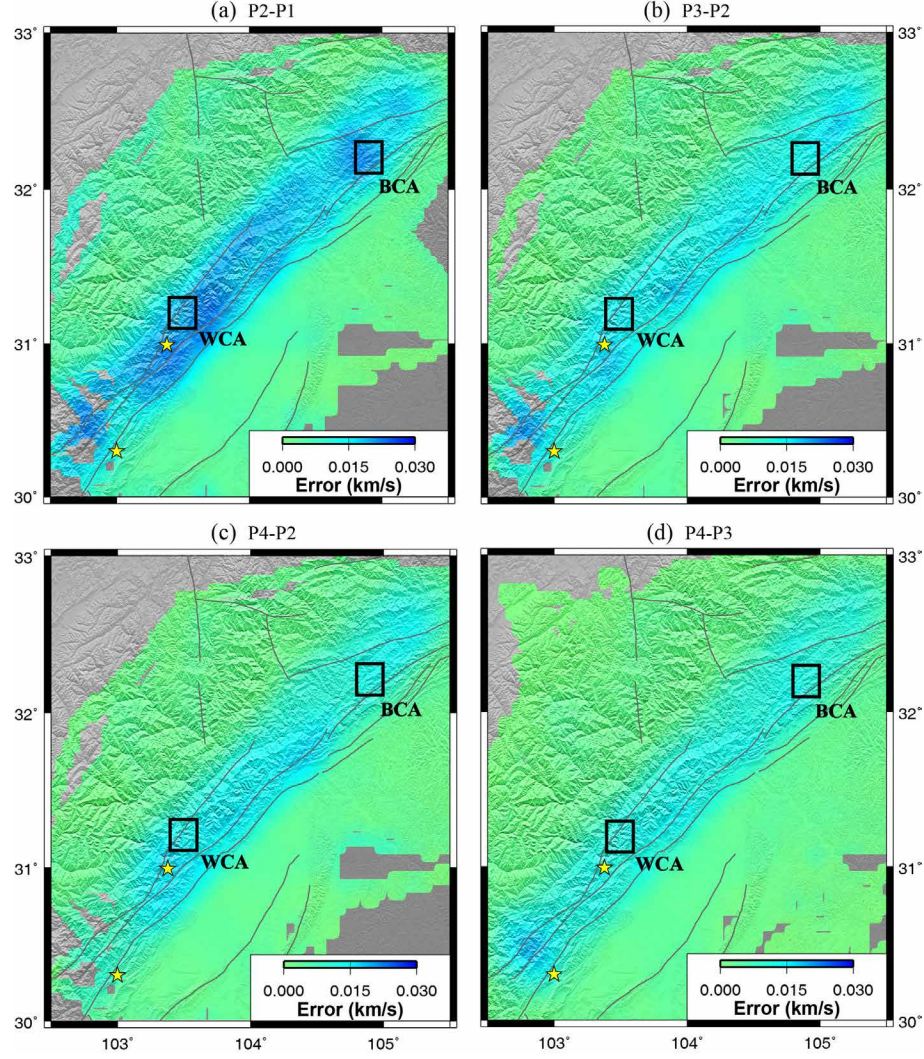 (a) P2-P1
(b) P3-P2
33°
33°
BCA
BCA
32°
32°
WCA
WCA
31°
31°
0.000 0.015 0.030
0.000 0.015 0.030
Error (km/s)
Error (km/s)
30°
30°
(c) P4-P2
(d) P4-P3
33°
33°
BCA
BCA
32°
32°
WCA
WCA
31°
31°
0.000 0.015 0.030
0.000 0.015 0.030
Error (km/s)
Error (km/s)
30°
30°
103° 104° 105°
103° 104° 105°